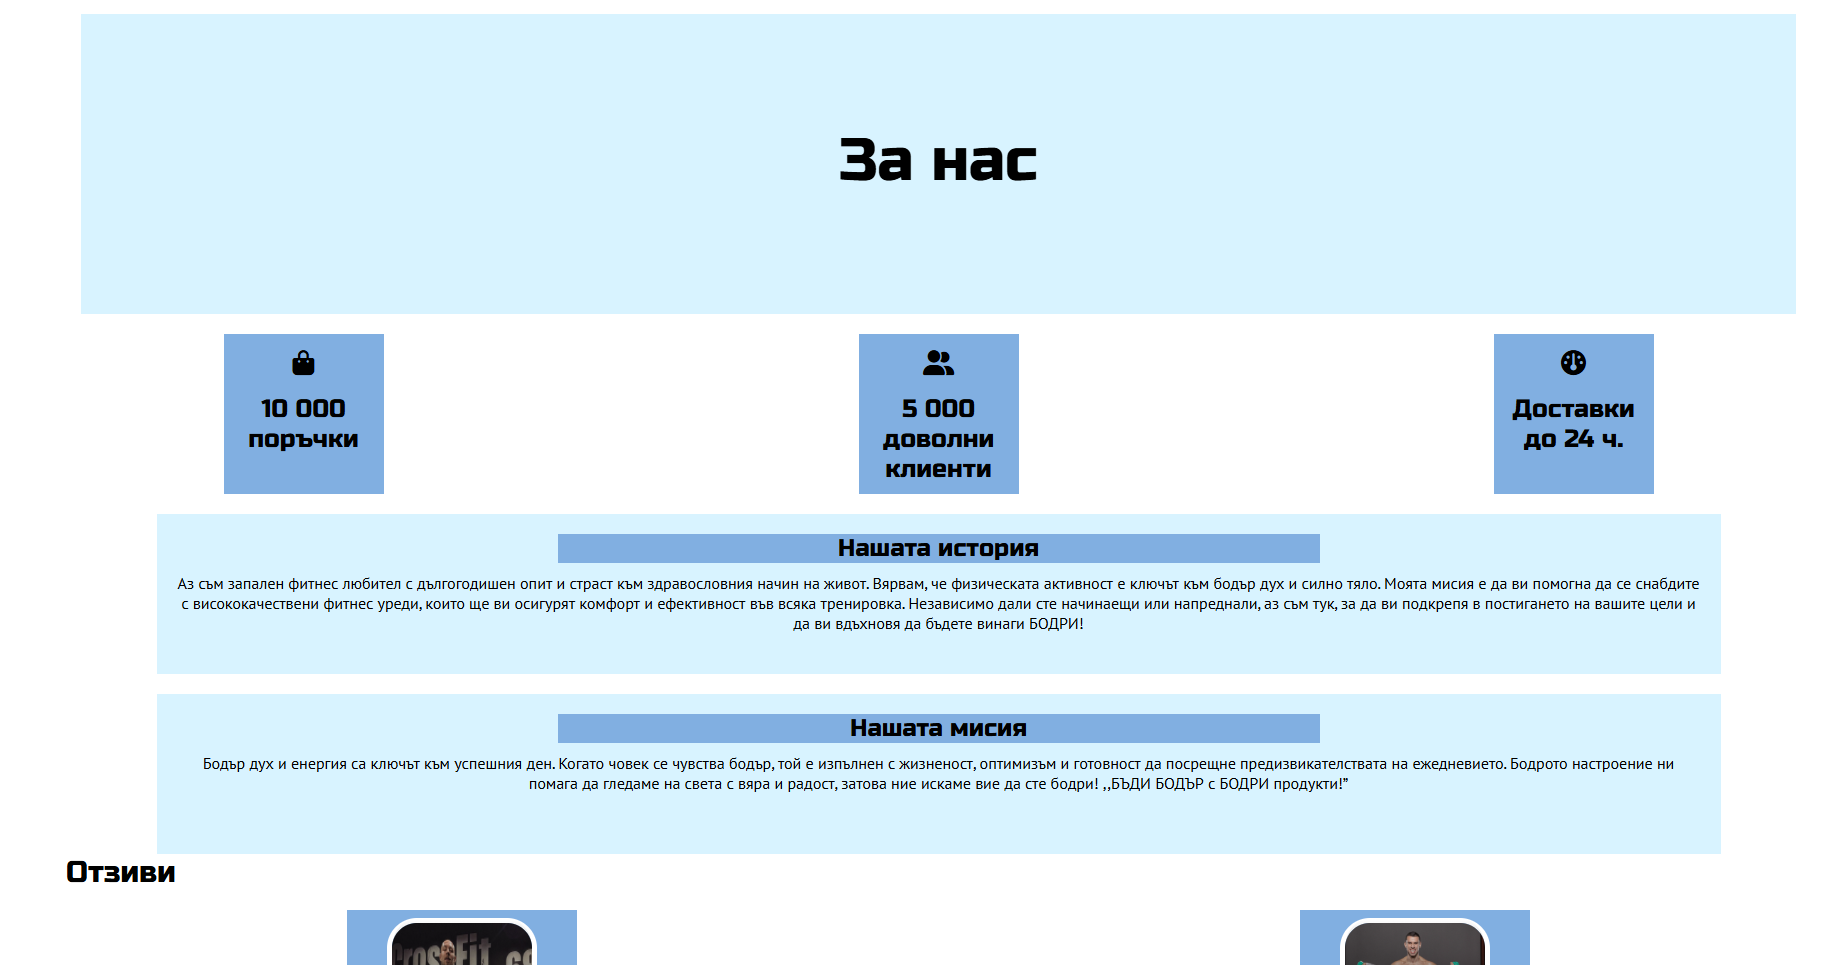 За нас
10 000
поръчки
5 000
доволни
клиенти
Доставки
до 24 ч.
Нашата история
Аз съм запален фитнес любител с дългогодишен опит и страст към здравословния начин на живот. Вярвам, че физическата активност е ключът към бодър дух и силно тяло. Моята мисия е да ви помогна да се снабдите
с висококачествени фитнес уреди, които ще ви осигурят комфорт и ефективност във всяка тренировка. Независимо дали сте начинаещи или напреднали, аз съм тук, за да ви подкрепя в постигането на вашите цели и
да ви вдъхновя да бъдете винаги БОДРИ!
Нашата мисия
Бодър дух и енергия са ключът към успешния ден. Когато човек се чувства бодър, той е изпълнен с жизненост, оптимизъм и готовност да посрещне предизвикателствата на ежедневието. Бодрото настроение ни
помага да гледаме на света с вяра и радост, затова ние искаме вие да сте бодри! ,,БЪДИ БОДЪР с БОДРИ продукти!”
Отзиви